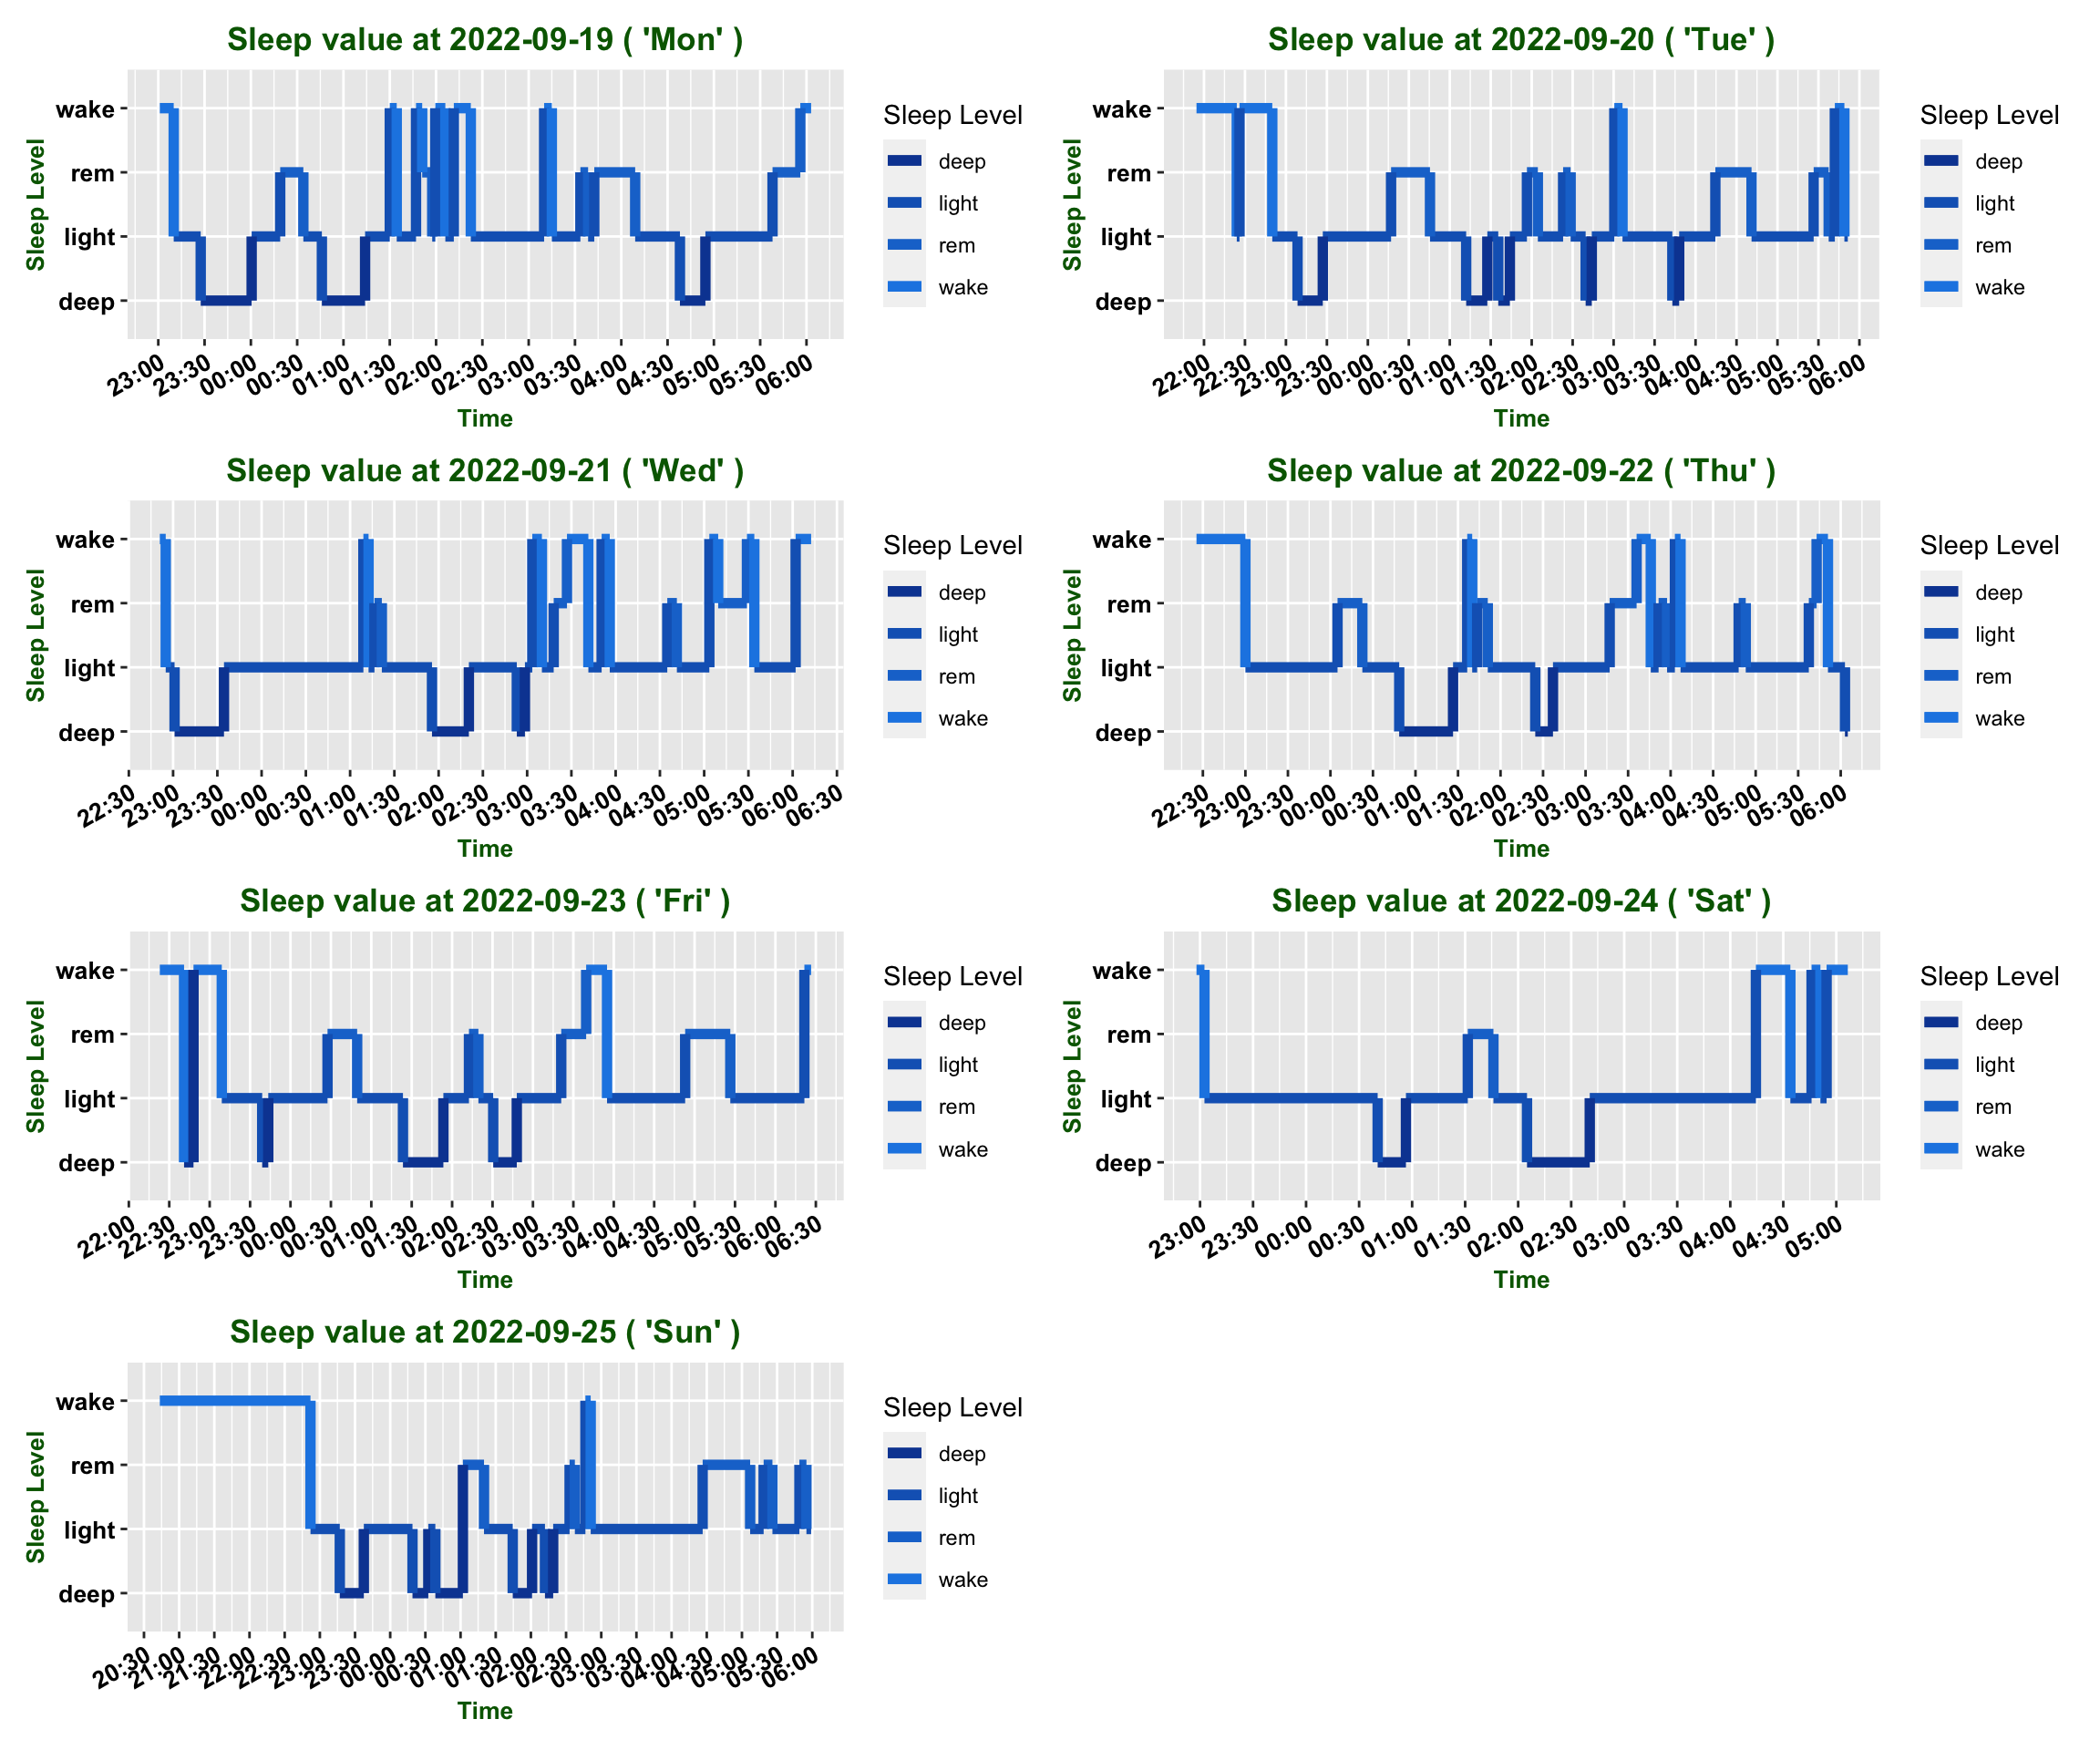 Sleep value at 2022-09-19 ( 'Mon' )
Sleep Level
wake
rem
light
deep
23:00 23:30 00:00 00:30 01:00 01:30 02:00 02:30 03:00 03:30 04:00 04:30 05:00 05:30 06:00
Time
Sleep Level
deep
light
rem
wake
Sleep value at 2022-09-20 ( 'Tue' )
Sleep Level
wake
rem
light
deep
22:00 22:30 23:00 23:30 00:00 00:30 01:00 01:30 02:00 02:30 03:00 03:30 04:00 04:30 05:00 05:30 06:00
Time
Sleep Level
deep
light
rem
wake
Sleep value at 2022-09-21 ( 'Wed' )
Sleep Level
wake
rem
light
deep
22:30 23:00 23:30 00:00 00:30 01:00 01:30 02:00 02:30 03:00 03:30 04:00 04:30 05:00 05:30 06:00 06:30
Time
Sleep Level
deep
light
rem
wake
Sleep value at 2022-09-22 ( 'Thu' )
Sleep Level
wake
rem
light
deep
22:30 23:00 23:30 00:00 00:30 01:00 01:30 02:00 02:30 03:00 03:30 04:00 04:30 05:00 05:30 06:00
Time
Sleep Level
deep
light
rem
wake
Sleep value at 2022-09-23 ( 'Fri' )
Sleep Level
wake
rem
light
deep
22:00 22:30 23:00 23:30 00:00 00:30 01:00 01:30 02:00 02:30 03:00 03:30 04:00 04:30 05:00 05:30 06:00 06:30
Time
Sleep Level
deep
light
rem
wake
Sleep value at 2022-09-24 ( 'Sat' )
Sleep Level
wake
rem
light
deep
23:00 23:30 00:00 00:30 01:00 01:30 02:00 02:30 03:00 03:30 04:00 04:30 05:00
Time
Sleep Level
deep
light
rem
wake
Sleep value at 2022-09-25 ( 'Sun' )
Sleep Level
wake
rem
light
deep
20:30 21:00 21:30 22:00 22:30 23:00 23:30 00:00 00:30 01:00 01:30 02:00 02:30 03:00 03:30 04:00 04:30 05:00 05:30 06:00
Time
Sleep Level
deep
light
rem
wake